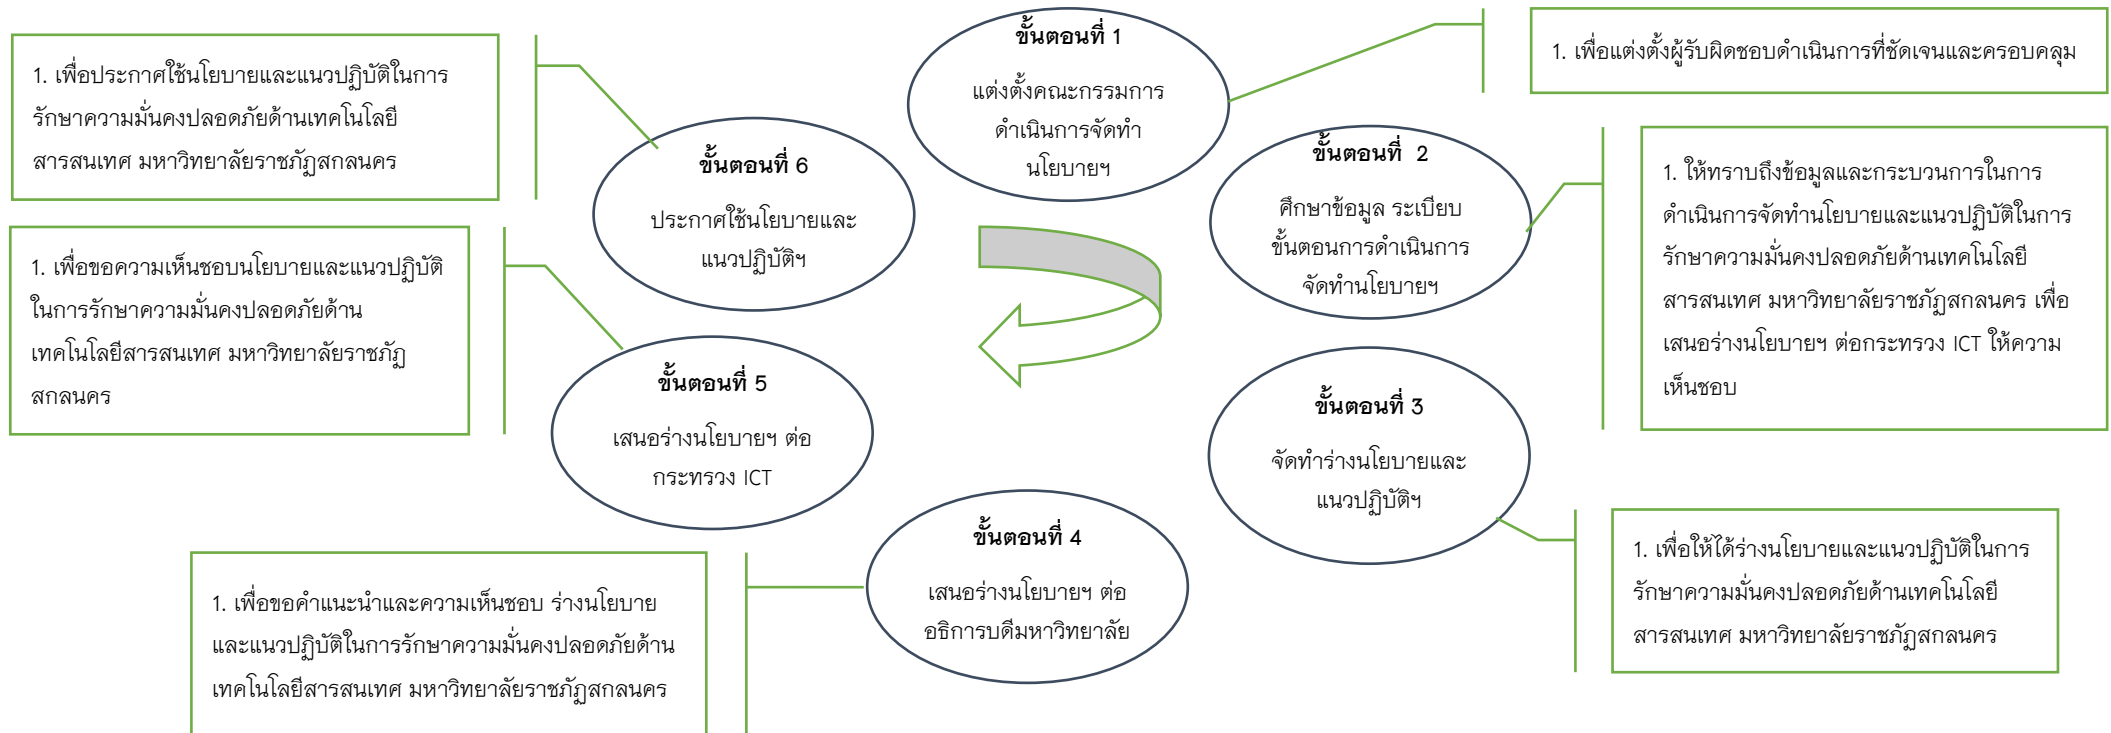 ขั้นตอนที่ 1
แต่งตั้งคณะกรรมการ
ดำเนินการจัดทำ
นโยบายฯ
1. เพื่อแต่งตั้งผู้รับผิดชอบดำเนินการที่ชัดเจนและครอบคลุม
ขั้นตอนที่ 2
ศึกษาข้อมูล ระเบียบ
ขั้นตอนการดำเนินการ
จัดทำนโยบายฯ
1. ให้ทราบถึงข้อมูลและกระบวนการในการ
ดำเนินการจัดทำนโยบายและแนวปฏิบัติในการ
รักษาความมั่นคงปลอดภัยด้านเทคโนโลยี
สารสนเทศ มหาวิทยาลัยราชภัฏสกลนคร เพื่อ
เสนอร่างนโยบายฯ ต่อกระทรวง ICT ให้ความ
เห็นชอบ
ขั้นตอนที่ 3
จัดทำร่างนโยบายและ
แนวปฏิบัติฯ
1. เพื่อให้ได้ร่างนโยบายและแนวปฏิบัติในการ
รักษาความมั่นคงปลอดภัยด้านเทคโนโลยี
สารสนเทศ มหาวิทยาลัยราชภัฏสกลนคร
ขั้นตอนที่ 4
เสนอร่างนโยบายฯ ต่อ
อธิการบดีมหาวิทยาลัย
1. เพื่อขอคำแนะนำและความเห็นชอบ ร่างนโยบาย
และแนวปฏิบัติในการรักษาความมั่นคงปลอดภัยด้าน
เทคโนโลยีสารสนเทศ มหาวิทยาลัยราชภัฏสกลนคร
ขั้นตอนที่ 5
เสนอร่างนโยบายฯ ต่อ
กระทรวง ICT
1. เพื่อขอความเห็นชอบนโยบายและแนวปฏิบัติ
ในการรักษาความมั่นคงปลอดภัยด้าน
เทคโนโลยีสารสนเทศ มหาวิทยาลัยราชภัฏ
สกลนคร
ขั้นตอนที่ 6
ประกาศใช้นโยบายและ
แนวปฏิบัติฯ
1. เพื่อประกาศใช้นโยบายและแนวปฏิบัติในการ
รักษาความมั่นคงปลอดภัยด้านเทคโนโลยี
สารสนเทศ มหาวิทยาลัยราชภัฏสกลนคร